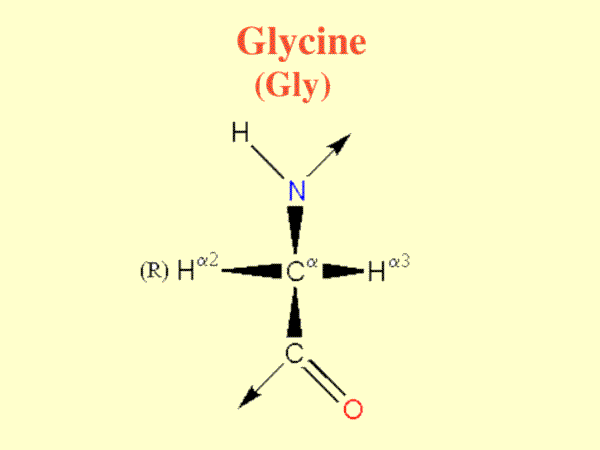 Glycine
(Gly)
H
N
(R) Hα2 Cα Hα3
C
O